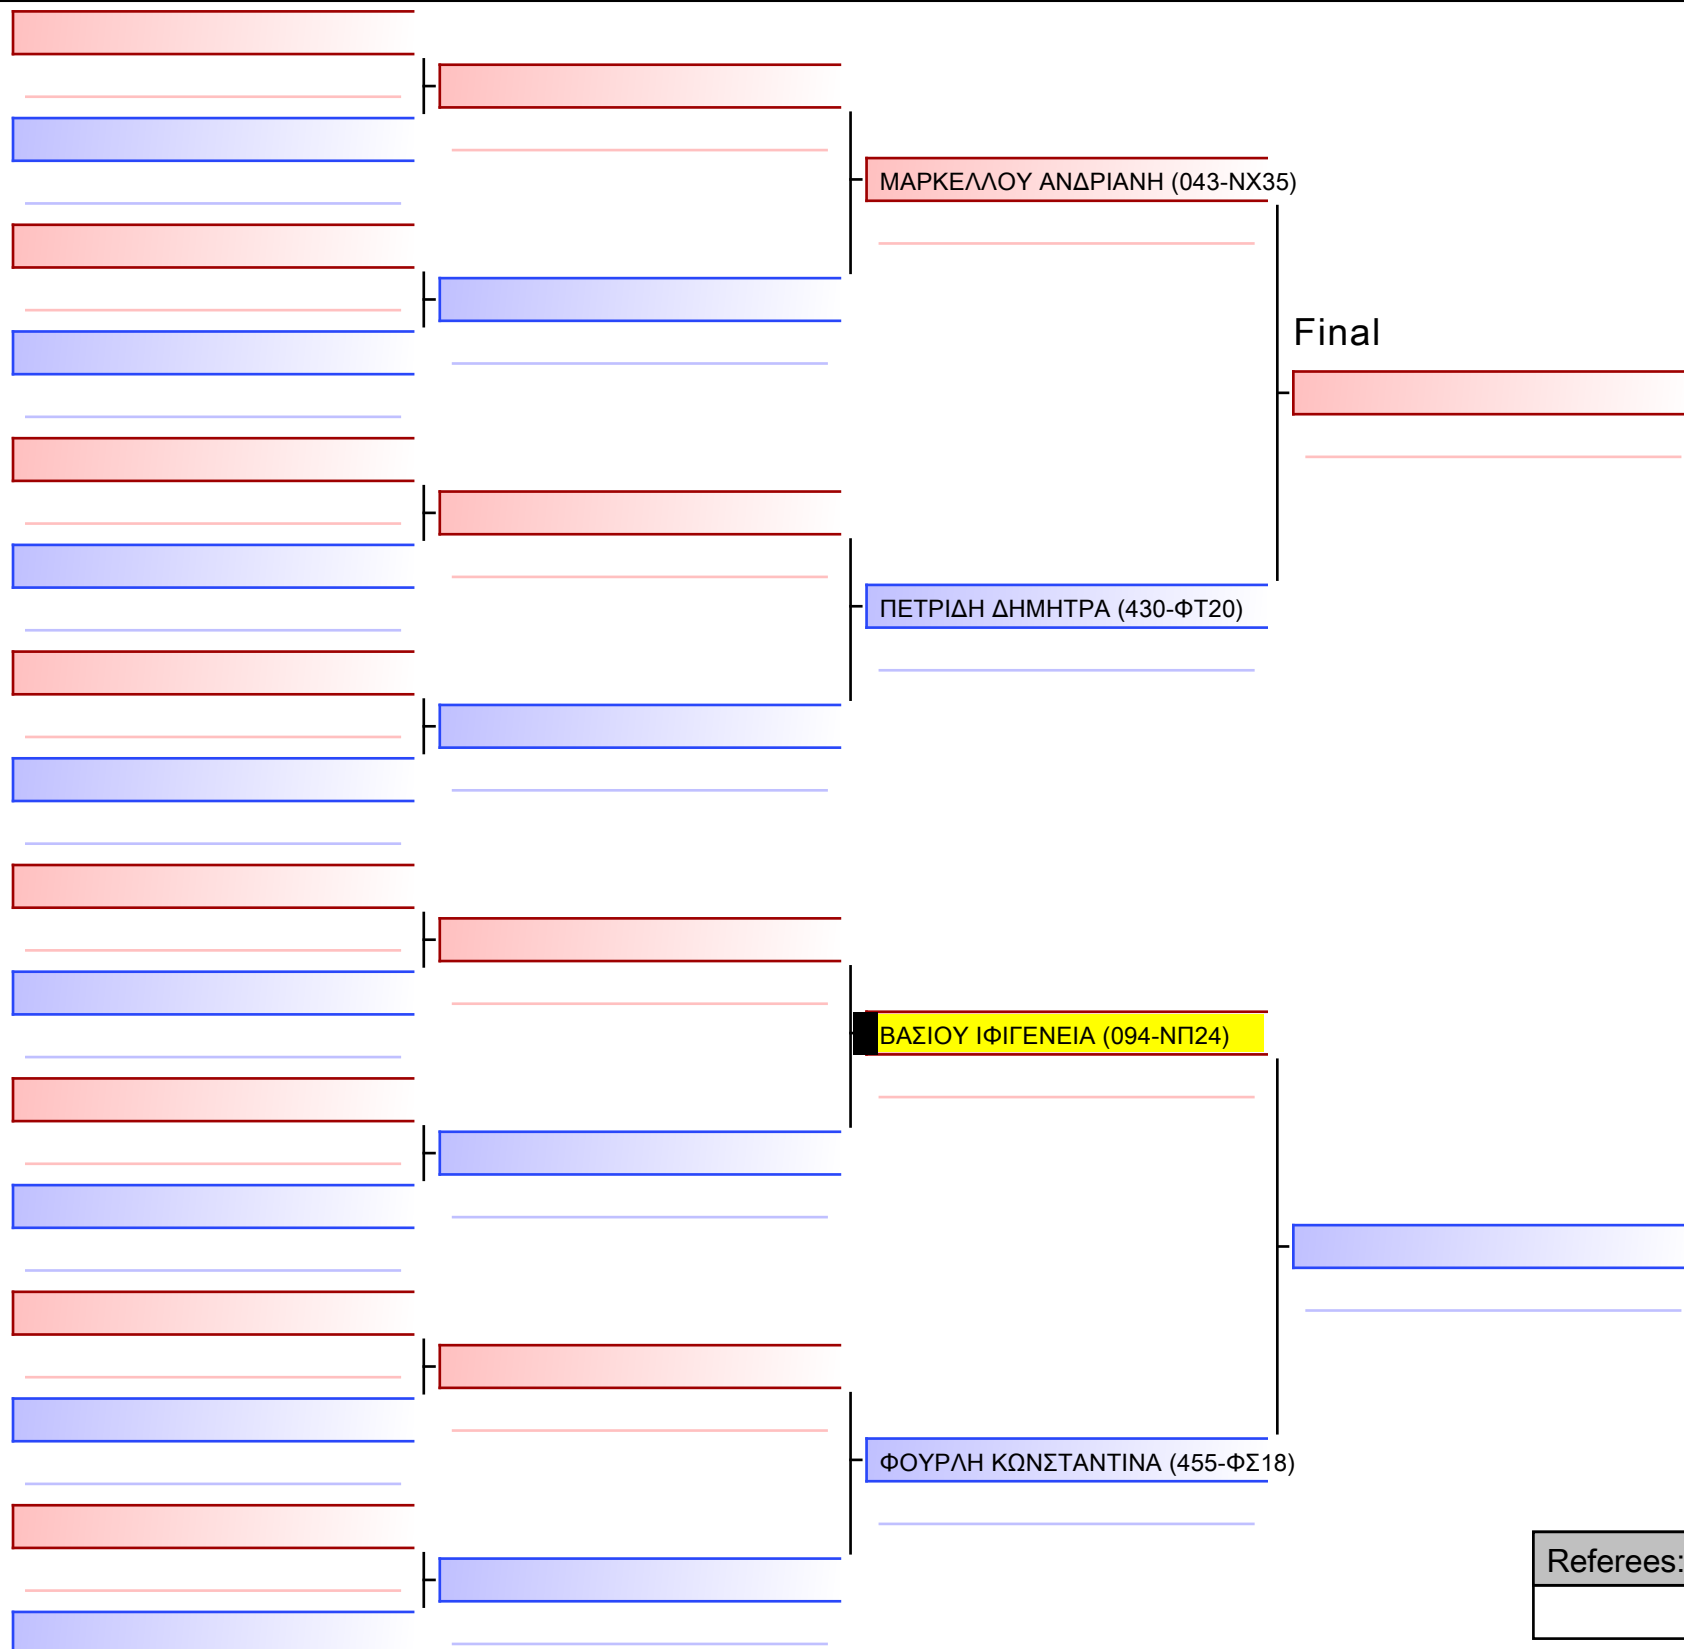 ΜΑΡΚΕΛΛΟΥ ΑΝΔΡΙΑΝΗ (043-ΝΧ35)
Final
ΠΕΤΡΙΔΗ ΔΗΜΗΤΡΑ (430-ΦΤ20)
ΒΑΣΙΟΥ ΙΦΙΓΕΝΕΙΑ (094-ΝΠ24)
ΦΟΥΡΛΗ ΚΩΝΣΤΑΝΤΙΝΑ (455-ΦΣ18)
Referees: